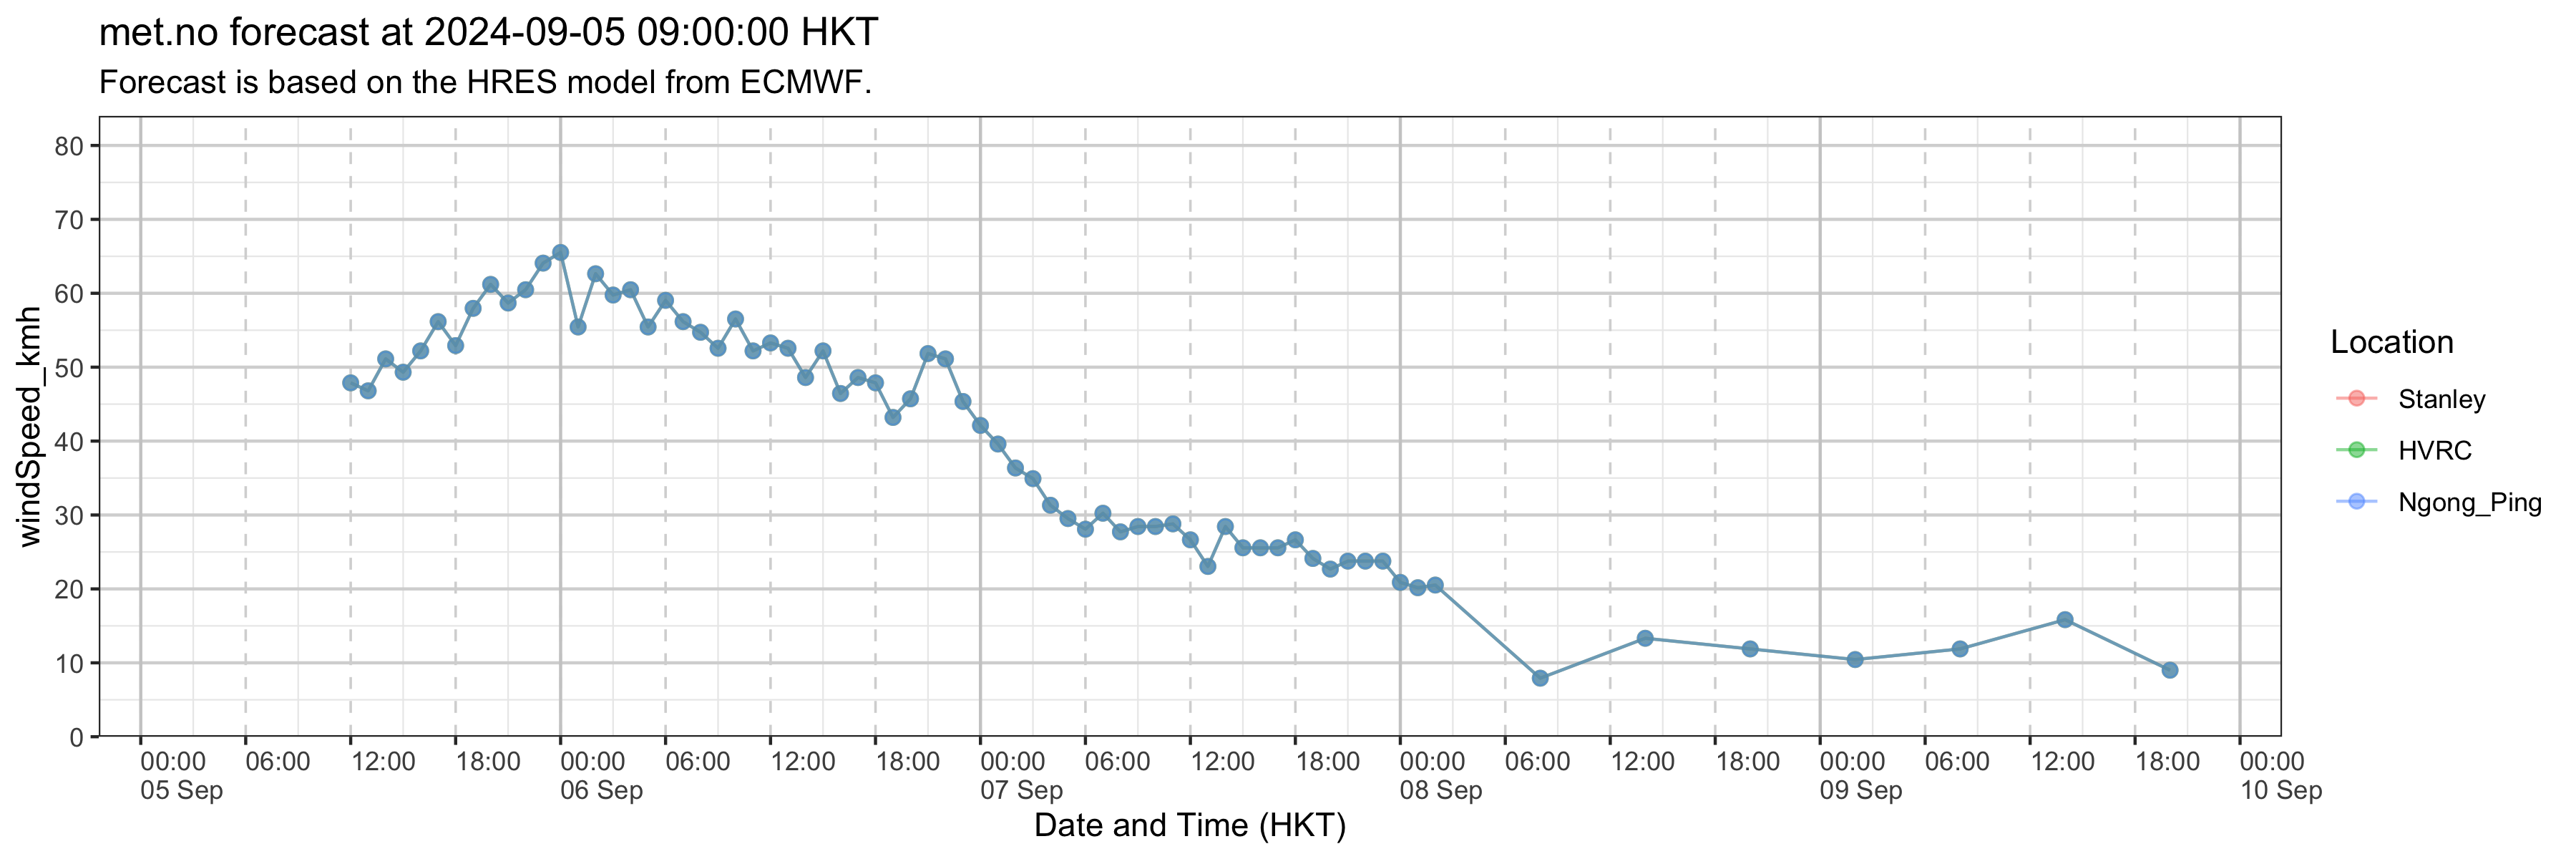 met.no forecast at 2024-09-05 09:00:00 HKT
Forecast is based on the HRES model from ECMWF.
windSpeed_kmh
80
70
60
50
40
30
20
10
0
00:00 06:00 12:00 18:00 00:00 06:00 12:00 18:00 00:00 06:00 12:00 18:00 00:00 06:00 12:00 18:00 00:00 06:00 12:00 18:00 00:00
05 Sep 06 Sep 07 Sep 08 Sep 09 Sep 10 Sep
Date and Time (HKT)
Location
Stanley
HVRC
Ngong_Ping